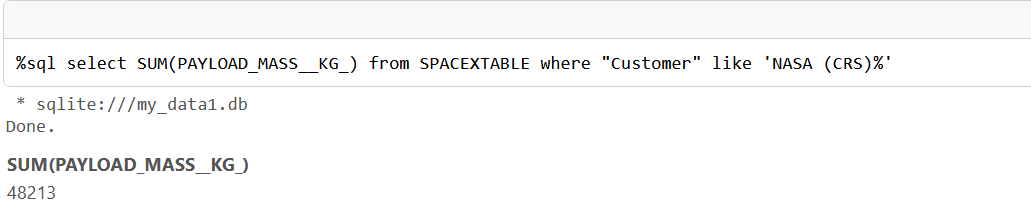 %sql select SUM(PAYLOAD_MASS__KG_) from SPACEXTABLE where "Customer" like 'NASA (CRS)%'
* sqlite:///my_data1.db
Done.
SUM(PAYLOAD_MASS__KG_)
48213